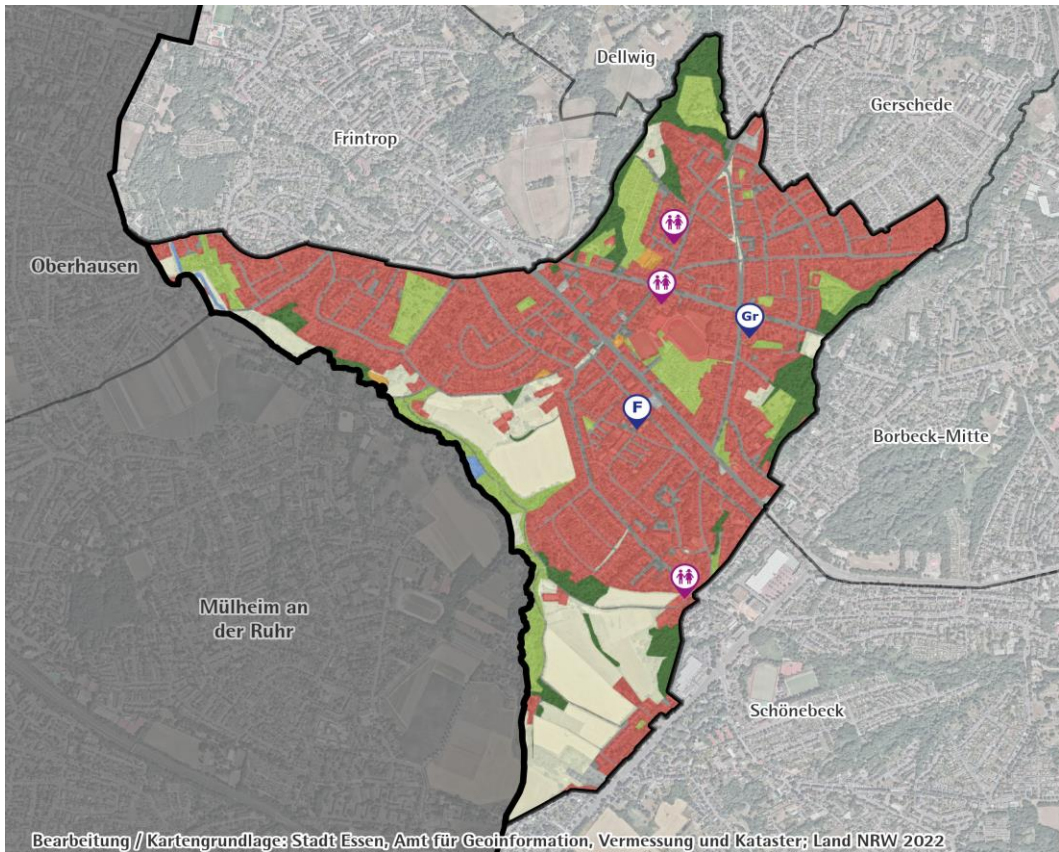 Dellwig
Gerschede
Frintrop
Oberhausen
Gr
F
Borbeck-Mitte
Mülheim an
der Ruhr
Schönebeck
Bearbeitung / Kartengrundlage: Stadt Essen, Amt für Geoinformation, Vermessung und Kataster; Land NRW 2022